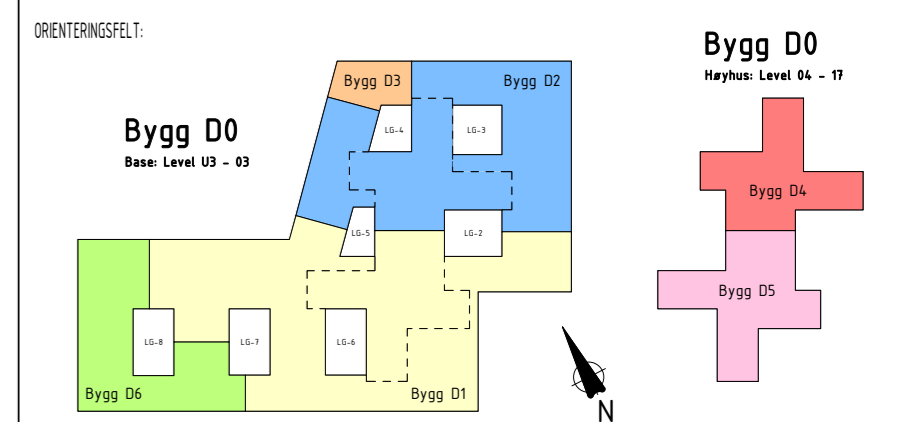 ORIENTERINGSFELT:
Bygg D0
Høyhus: Level 04 - 17
Bygg D3
Bygg D2
Bygg D0
Base: Level U3 - 03
LG-4
LG-3
Bygg D4
LG-5
LG-2
Bygg D5
LG-8
LG-7
LG-6
Bygg D6
Bygg D1
N